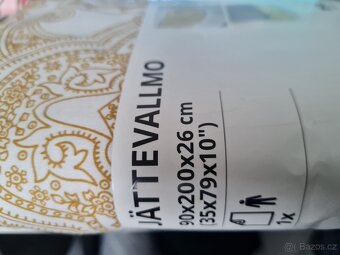 JÄTTEVALLMO
90x200x26 cm
(35x79x10")
1x
Bazos.cz